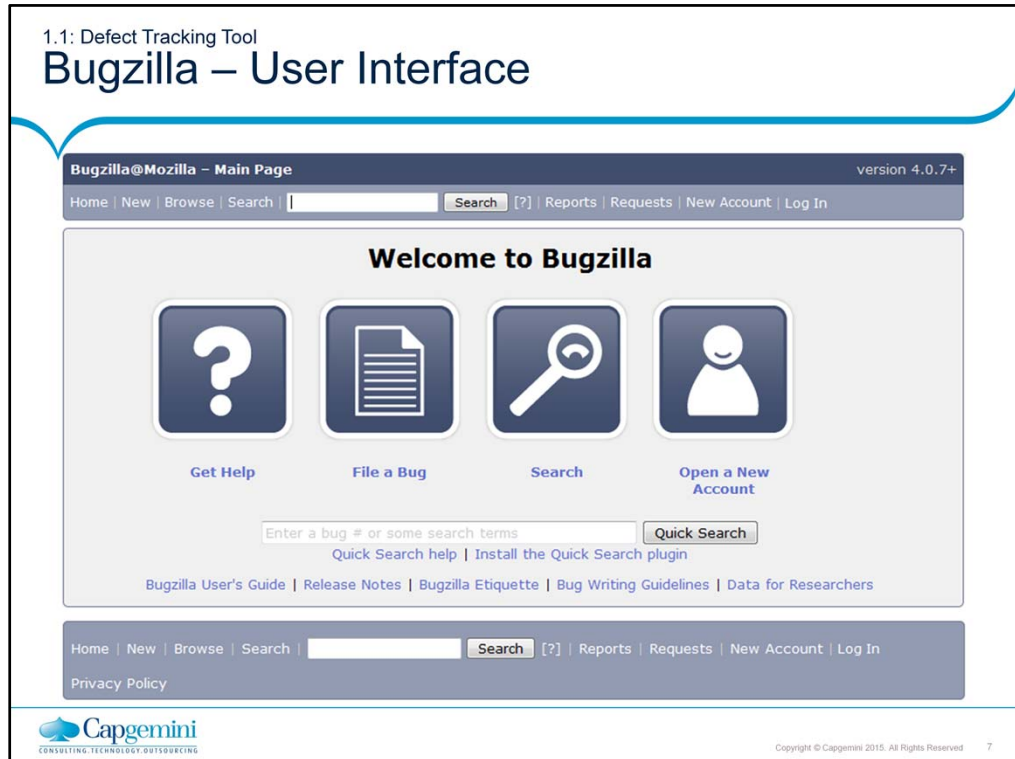 1.1: Defect Tracking Tool
Bugzilla – User Interface
Bugzilla@Mozilla – Main Page version 4.0.7+
Home | New | Browse | Search | Search [?] | Reports | Requests | New Account | Log In
Welcome to Bugzilla
?
Get Help File a Bug Search Open a New Account
Enter a bug # or some search terms Quick Search
Quick Search help | Install the Quick Search plugin
Bugzilla User's Guide | Release Notes | Bugzilla Etiquette | Bug Writing Guidelines | Data for Researchers
Home | New | Browse | Search | Search [?] | Reports | Requests | New Account | Log In
Privacy Policy
Capgemini
CONSULTING.TECHNOLOGY.OUTSOURCING
Copyright © Capgemini 2015. All Rights Reserved 7